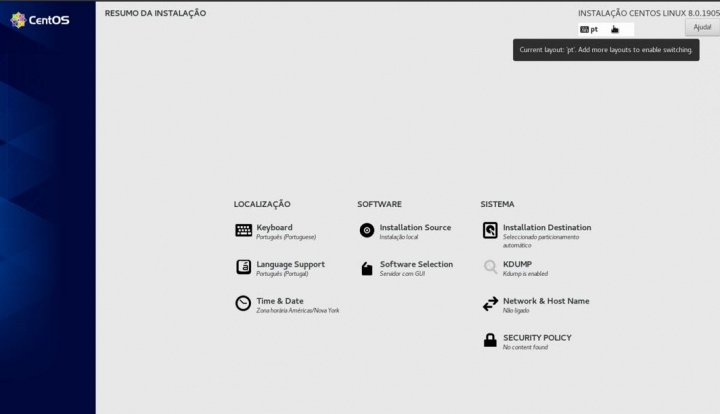 CentOS
RESUMO DA INSTALAÇÃO
INSTALAÇÃO CENTOS LINUX 8.0.1905
pt
Ajuda!
Current layout: 'pt'. Add more layouts to enable switching.
LOCALIZAÇÃO
Keyboard
Português (Portuguese)
Language Support
Português (Portugal)
Time & Date
Zona horária Américas/Nova York
SOFTWARE
Installation Source
Instalação local
Software Selection
Servidor com GUI
SISTEMA
Installation Destination
Seleccionado particionamento
automático
KDUMP
Kdump is enabled
Network & Host Name
Não ligado
SECURITY POLICY
No content found